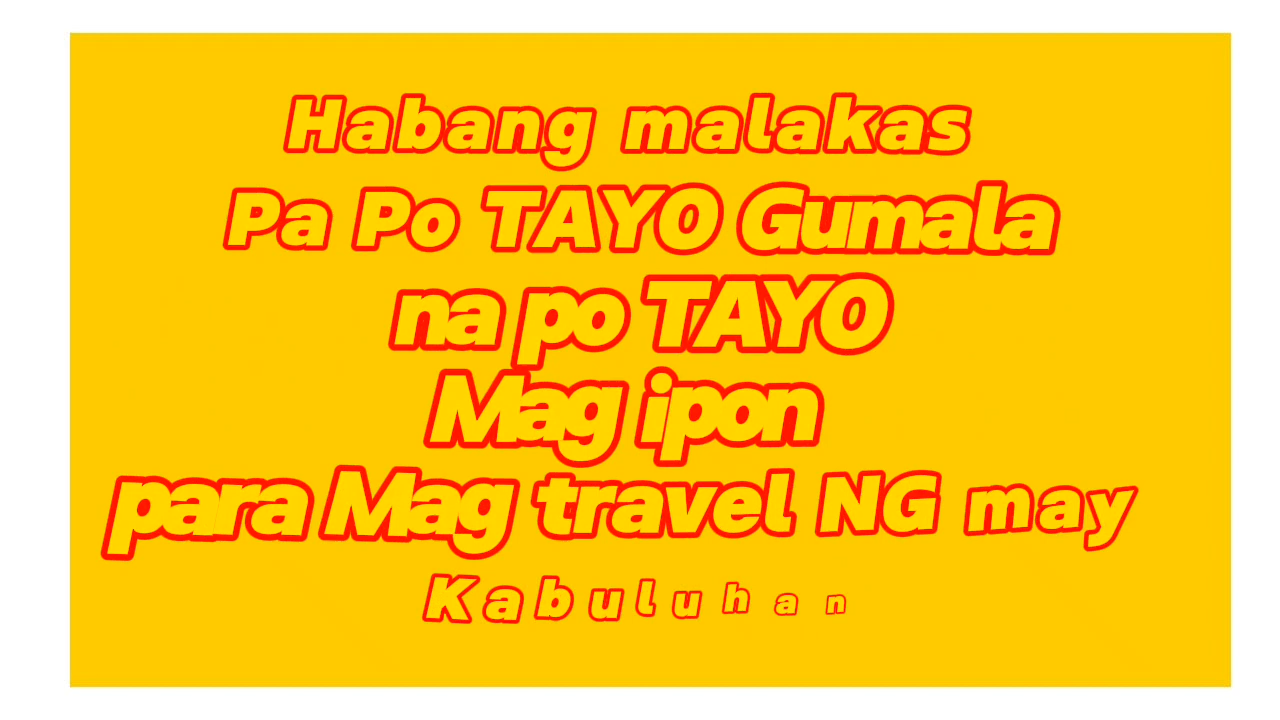 Habang malakas
Pa Po TAYO Gumala
na po TAYO
Mag ipon
para Mag travel NG may
Kabuluhan